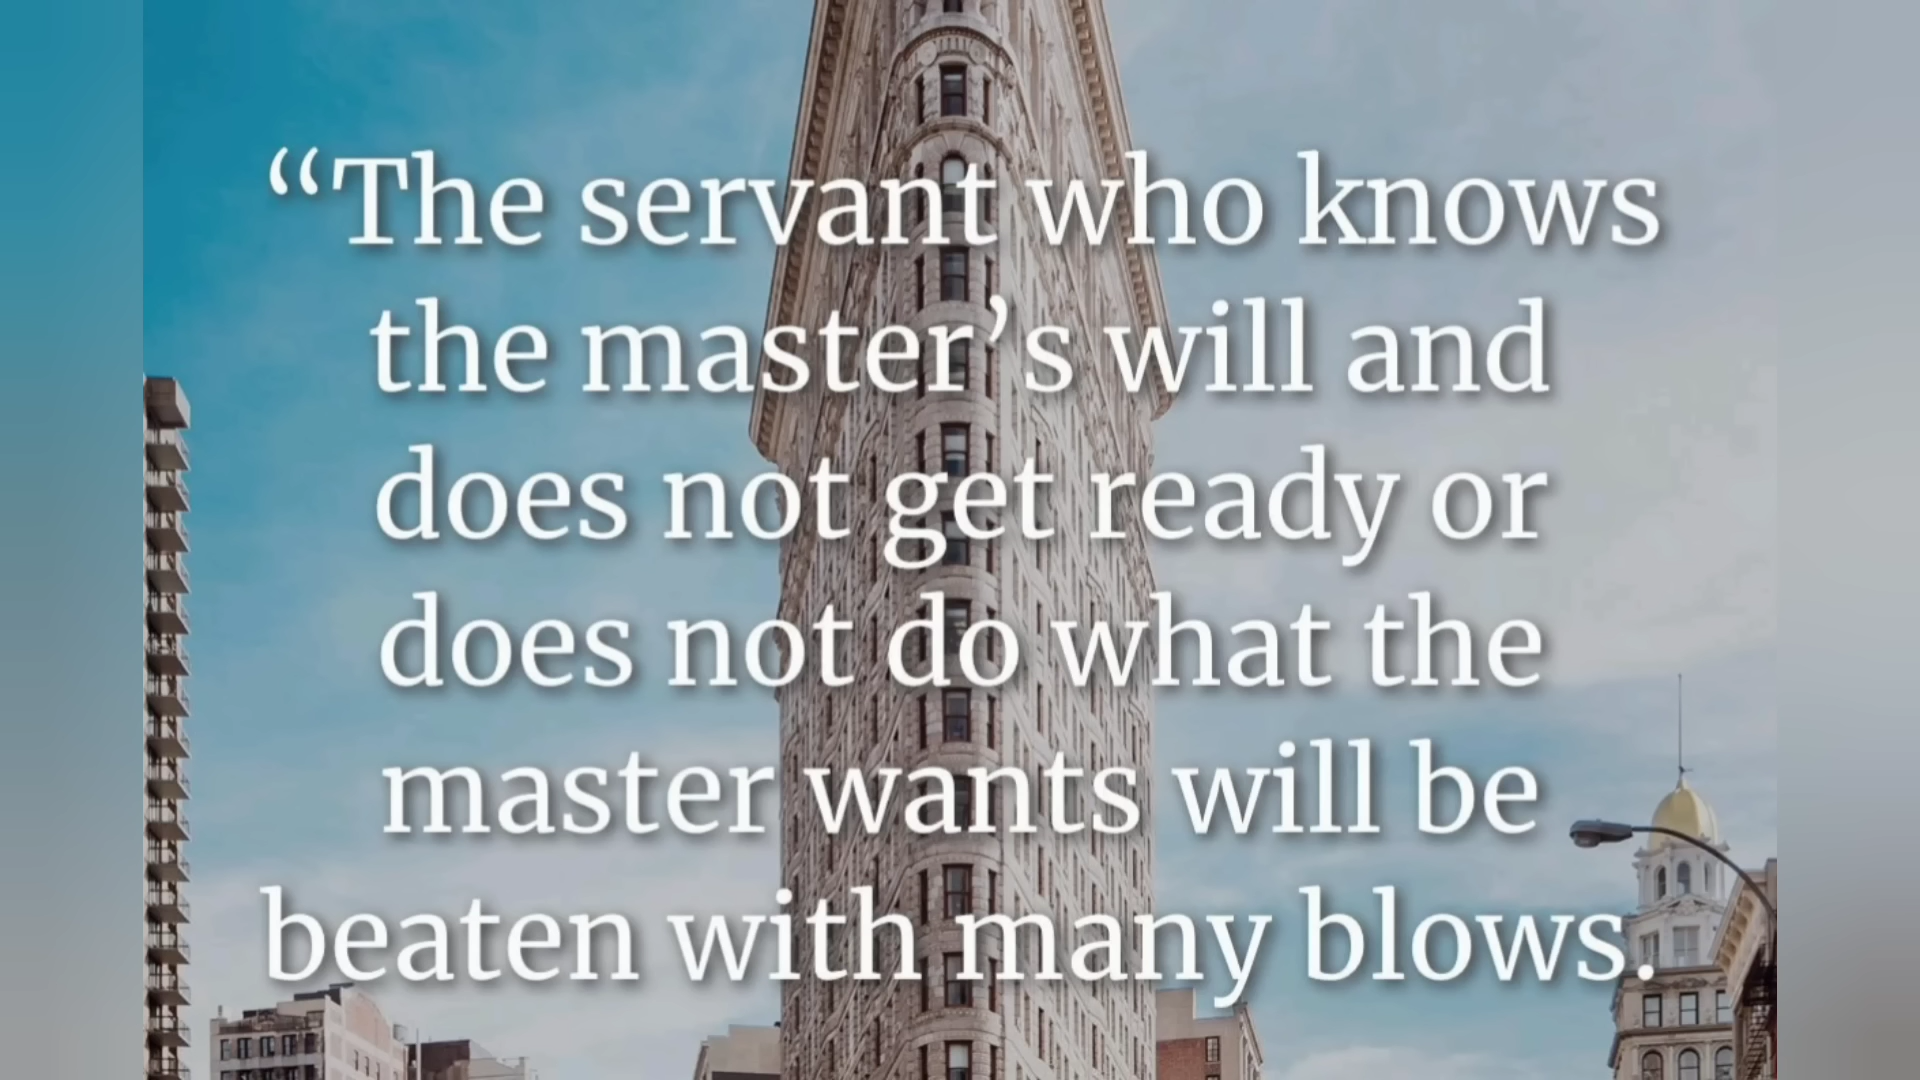 “The servant who knows
the master’s will and
does not get ready or
does not do what the
master wants will be
beaten with many blows.